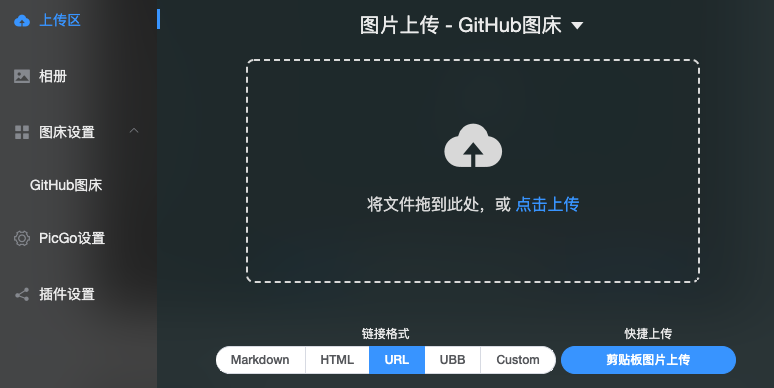 上传区
相册
图床设置
GitHub图床
PicGo设置
插件设置
图片上传 - GitHub图床
将文件拖到此处，或 点击上传
链接格式
Markdown HTML URL UBB Custom
快捷上传
剪贴板图片上传